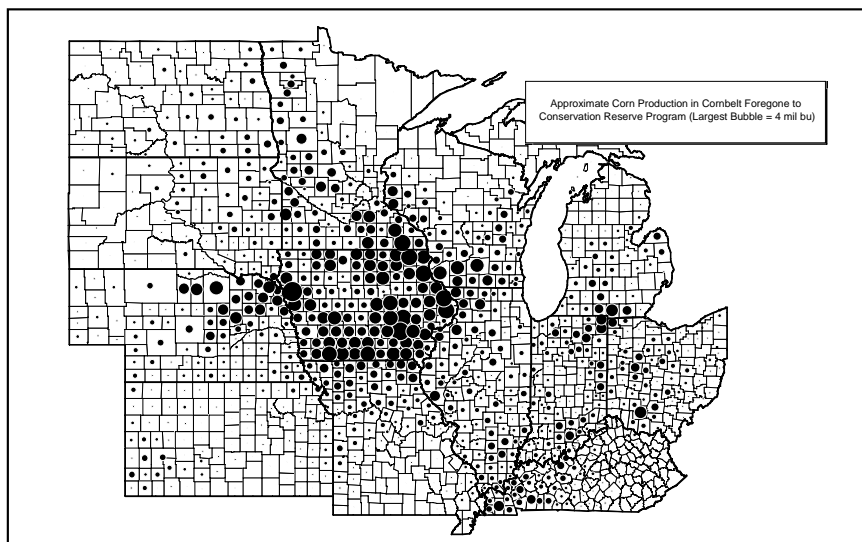 Approximate Corn Production in Cornbelt Foregone to
Conservation Reserve Program (Largest Bubble = 4 mil bu)